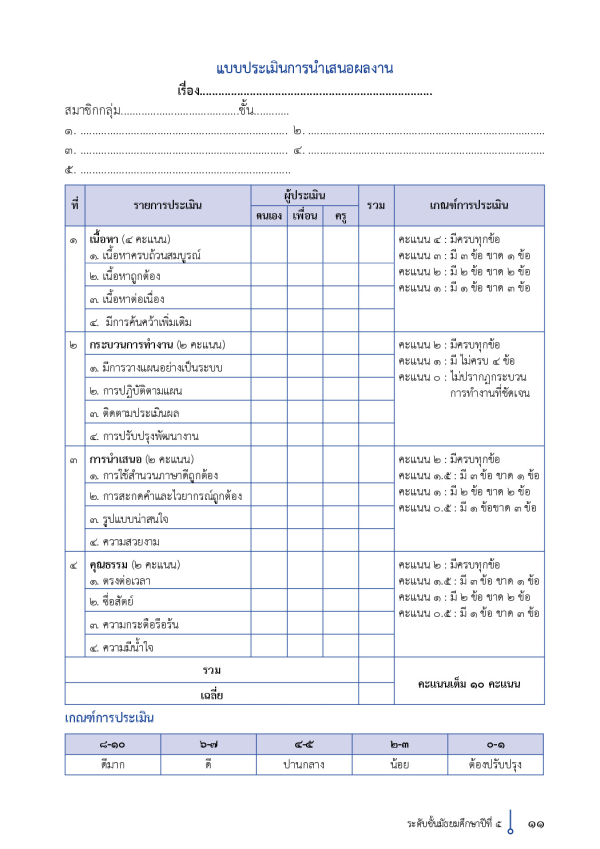 แบบประเมินการนำเสนอผลงาน
เรื่อง...............................................................................
สมาชิกกลุ่ม........................................ชั้น............
๑. ...................................................................... ๒. ................................................................................
๓. ...................................................................... ๔. ................................................................................
๕. .......................................................................
ที่ รายการประเมิน ผู้ประเมิน รวม เกณฑ์การประเมิน
ตนเอง เพื่อน ครู
๑ เนื้อหา (๔ คะแนน) คะแนน ๔ : มีครบทุกข้อ
๑. เนื้อหาครบถ้วนสมบูรณ์ คะแนน ๓ : มี ๓ ข้อ ขาด ๑ ข้อ
๒. เนื้อหาถูกต้อง คะแนน ๒ : มี ๒ ข้อ ขาด ๒ ข้อ
๓. เนื้อหาต่อเนื่อง คะแนน ๑ : มี ๑ ข้อ ขาด ๓ ข้อ
๔. มีการค้นคว้าเพิ่มเติม
๒ กระบวนการทำงาน (๒ คะแนน) คะแนน ๒ : มีครบทุกข้อ
๑. มีการวางแผนอย่างเป็นระบบ คะแนน ๑ : มี ไม่ครบ ๔ ข้อ
๒. การปฏิบัติตามแผน คะแนน ๐ : ไม่ปรากฏกระบวน
๓. ติดตามประเมินผล การทำงานที่ชัดเจน
๔. การปรับปรุงพัฒนางาน
๓ การนำเสนอ (๒ คะแนน) คะแนน ๒ : มีครบทุกข้อ
๑. การใช้สำนวนภาษาดีถูกต้อง คะแนน ๑.๕ : มี ๓ ข้อ ขาด ๑ ข้อ
๒. การสะกดคำและไวยากรณ์ถูกต้อง คะแนน ๑ : มี ๒ ข้อ ขาด ๒ ข้อ
๓. รูปแบบน่าสนใจ คะแนน ๐.๕ : มี ๑ ข้อขาด ๓ ข้อ
๔. ความสวยงาม
๔ คุณธรรม (๒ คะแนน) คะแนน ๒ : มีครบทุกข้อ
๑. ตรงต่อเวลา คะแนน ๑.๕ : มี ๓ ข้อ ขาด ๑ ข้อ
๒. ซื่อสัตย์ คะแนน ๑ : มี ๒ ข้อ ขาด ๒ ข้อ
๓. ความกระตือรือร้น คะแนน ๐.๕ : มี ๑ ข้อ ขาด ๓ ข้อ
๔. ความมีน้ำใจ
รวม
คะแนนเต็ม ๑๐ คะแนน
เฉลี่ย
เกณฑ์การประเมิน
๘-๑๐ ๖-๗ ๔-๕ ๒-๓ ๐-๑
ดีมาก ดี ปานกลาง น้อย ต้องปรับปรุง
ระดับชั้นมัธยมศึกษาปีที่ ๕ ๑๑